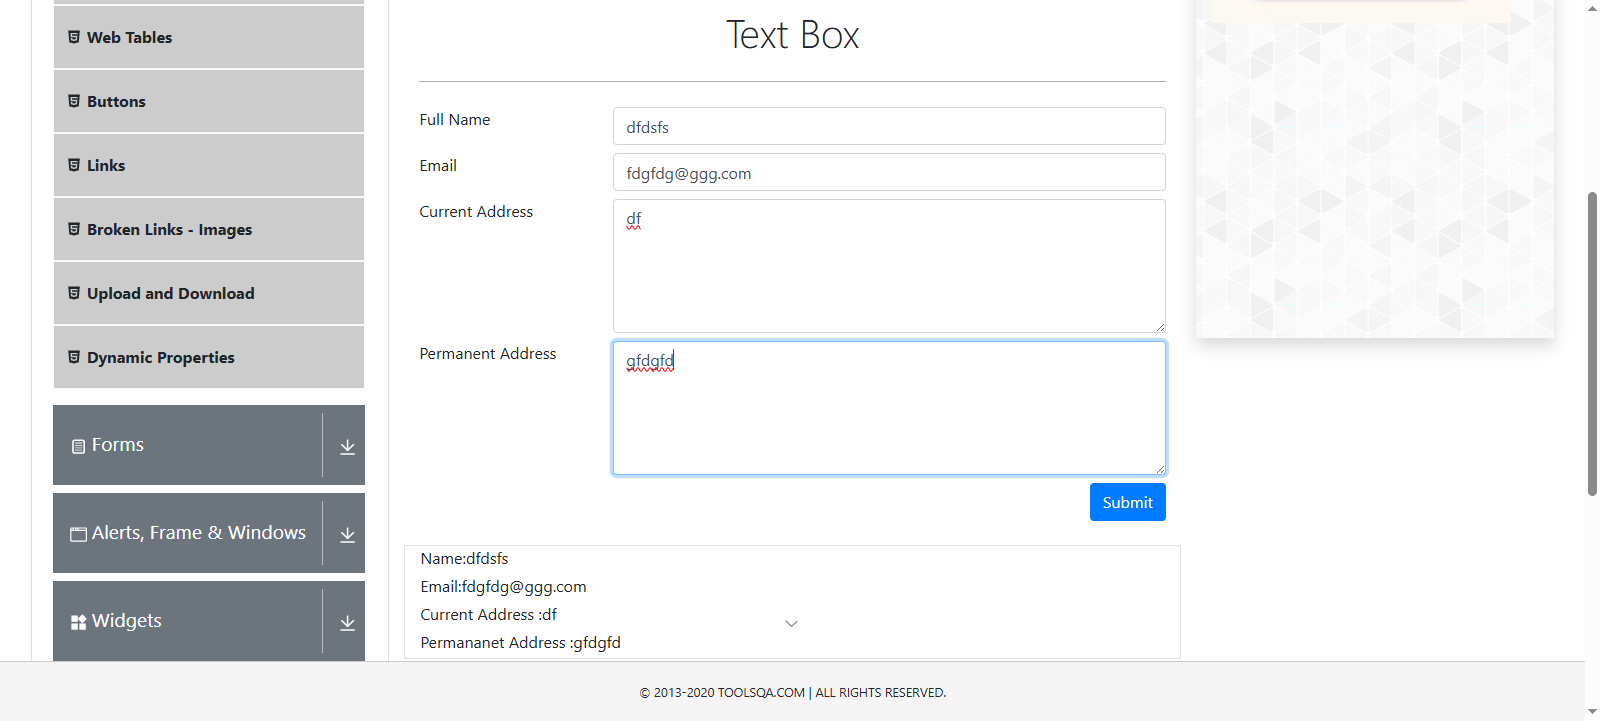 Web Tables
Buttons
Links
Broken Links - Images
Upload and Download
Dynamic Properties
Forms
Alerts, Frame & Windows
Widgets
Text Box
Full Name
dfdsfs
Email
fdgfdg@ggg.com
Current Address
df
Permanent Address
gfdgfd
Submit
Name:dfdsfs
Email:fdgfdg@ggg.com
Current Address :df
Permananet Address :gfdgfd
© 2013-2020 TOOLSQA.COM | ALL RIGHTS RESERVED.